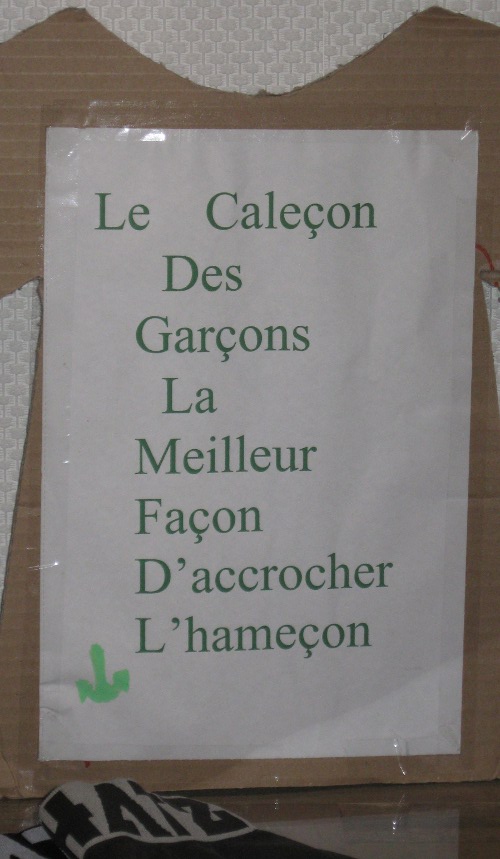 Le Caleçon
Des
Garçons
La
Meilleur
Façon
D'accrocher
L'hameçon